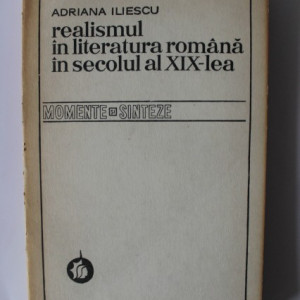 ADRIANA ILIESCU
realismul
în literatura română
în secolul al XIX-lea
MOMENTE SINTEZE